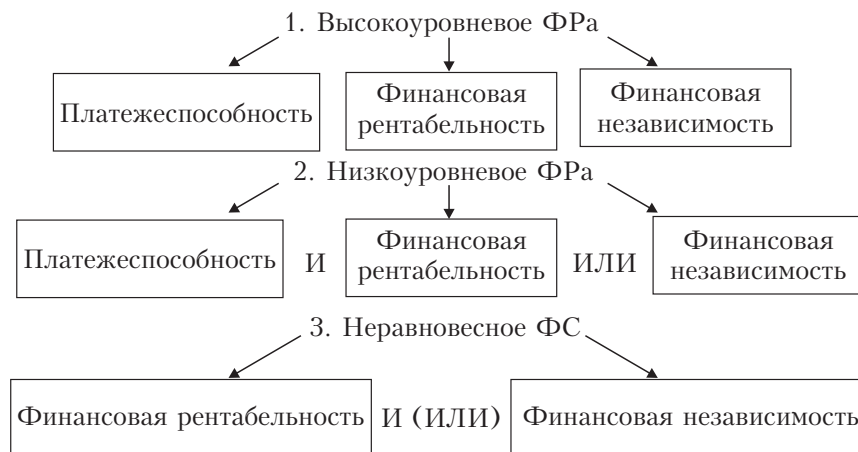 1. Высокоуровневое ФРа
Платежеспособность
Финансовая
рентабельность
Финансовая
независимость
2. Низкоуровневое ФРа
Платежеспособность
И
Финансовая
рентабельность
ИЛИ
Финансовая
независимость
3. Неравновесное ФС
Финансовая рентабельность
И (ИЛИ)
Финансовая независимость